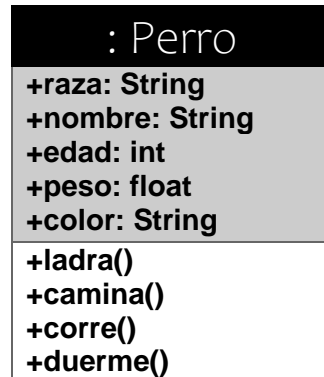 : Perro
+raza: String
+nombre: String
+edad: int
+peso: float
+color: String
+ladra()
+camina()
+corre()
+duerme()